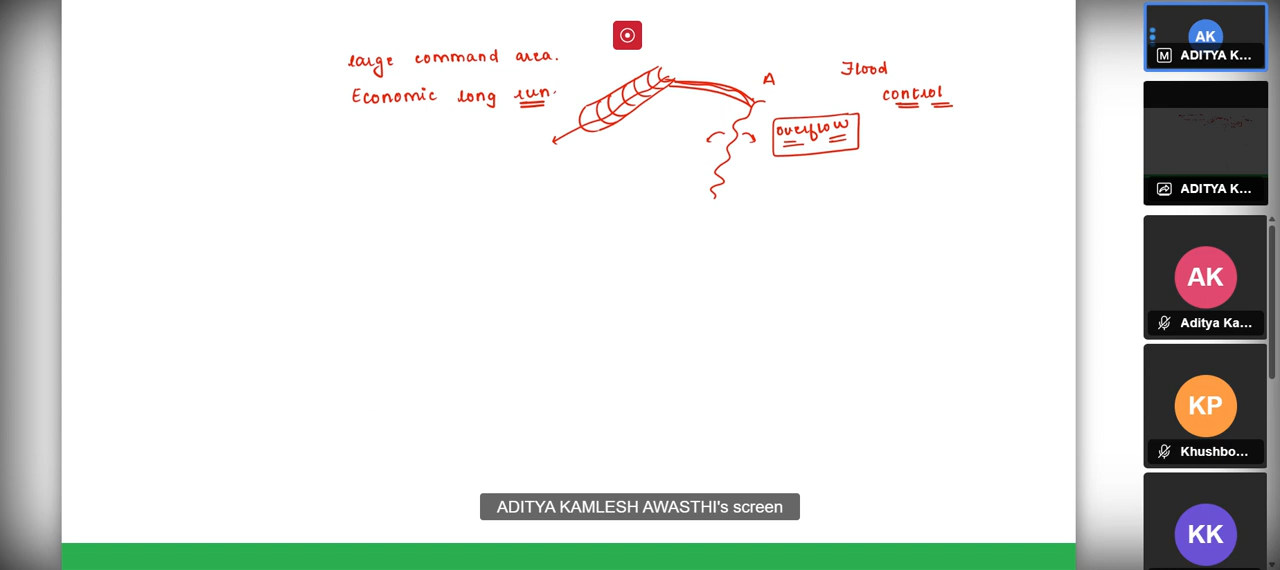 large command area.
Economic long run.
A
overflow
Flood
control
ADITYA KAMLESH AWASTHI's screen
AK
M ADITYA K...
ADITYA K...
AK
Aditya Ka...
KP
Khushbo...
KK